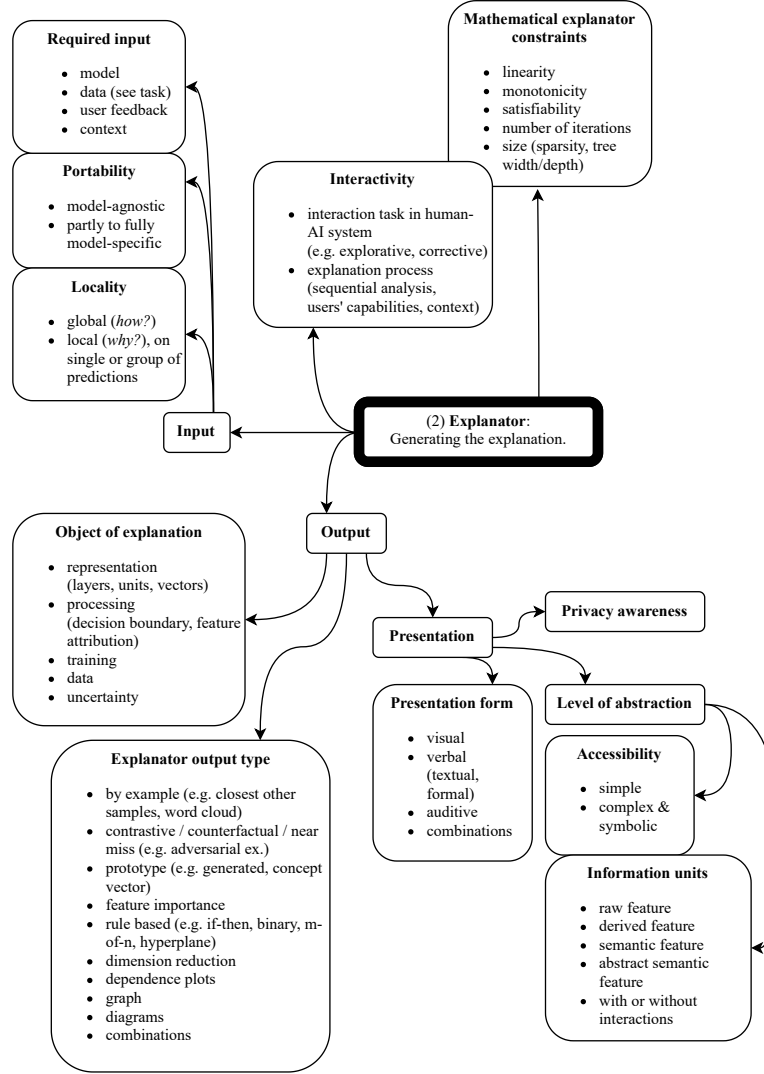 Required input
• model
• data (see task)
• user feedback
• context
Portability
• model-agnostic
• partly to fully
model-specific
Locality
• global (how?)
• local (why?), on
single or group of
predictions
Mathematical explanator
constraints
• linearity
• monotonicity
• satisfiability
• number of iterations
• size (sparsity, tree
width/depth)
Interactivity
• interaction task in human-
AI system
(e.g. explorative, corrective)
• explanation process
(sequential analysis,
users' capabilities, context)
Input
(2) Explanator:
Generating the explanation.
Output
Object of explanation
• representation
(layers, units, vectors)
• processing
(decision boundary, feature
attribution)
• training
• data
• uncertainty
Explanator output type
• by example (e.g. closest other
samples, word cloud)
• contrastive / counterfactual / near
miss (e.g. adversarial ex.)
• prototype (e.g. generated, concept
vector)
• feature importance
• rule based (e.g. if-then, binary, m-
of-n, hyperplane)
• dimension reduction
• dependence plots
• graph
• diagrams
• combinations
Presentation
Privacy awareness
Presentation form
• visual
• verbal
(textual,
formal)
• auditive
• combinations
Level of abstraction
Accessibility
• simple
• complex &
symbolic
Information units
• raw feature
• derived feature
• semantic feature
• abstract semantic
feature
• with or without
interactions